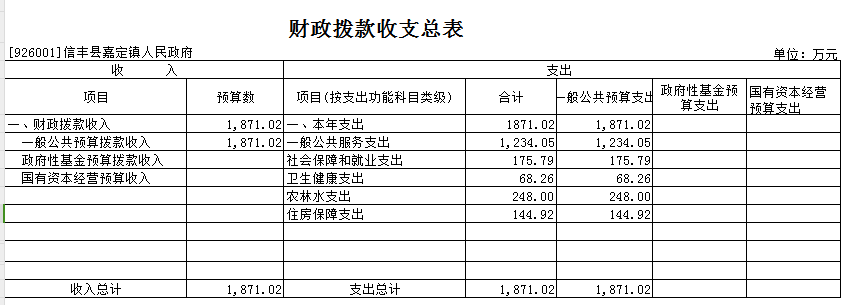 财政拨款收支总表
[926001]信丰县嘉定镇人民政府 单位：万元
收 入 支出
项目 预算数 项目(按支出功能科目类级) 合计 一般公共预算支出 政府性基金预算支出 国有资本经营预算支出
一、财政拨款收入 1,871.02 一、本年支出 1871.02 1,871.02
一般公共预算拨款收入 1,871.02 一般公共服务支出 1,234.05 1,234.05
政府性基金预算拨款收入 社会保障和就业支出 175.79 175.79
国有资本经营预算收入 卫生健康支出 68.26 68.26
农林水支出 248.00 248.00
住房保障支出 144.92 144.92
收入总计 1,871.02 支出总计 1,871.02 1,871.02